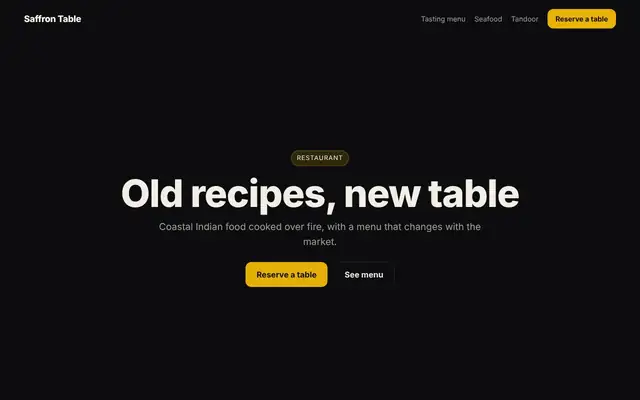 Saffron Table
Tasting menu Seafood Tandoor Reserve a table
RESTAURANT
Old recipes, new table
Coastal Indian food cooked over fire, with a menu that changes with the
market.
Reserve a table See menu